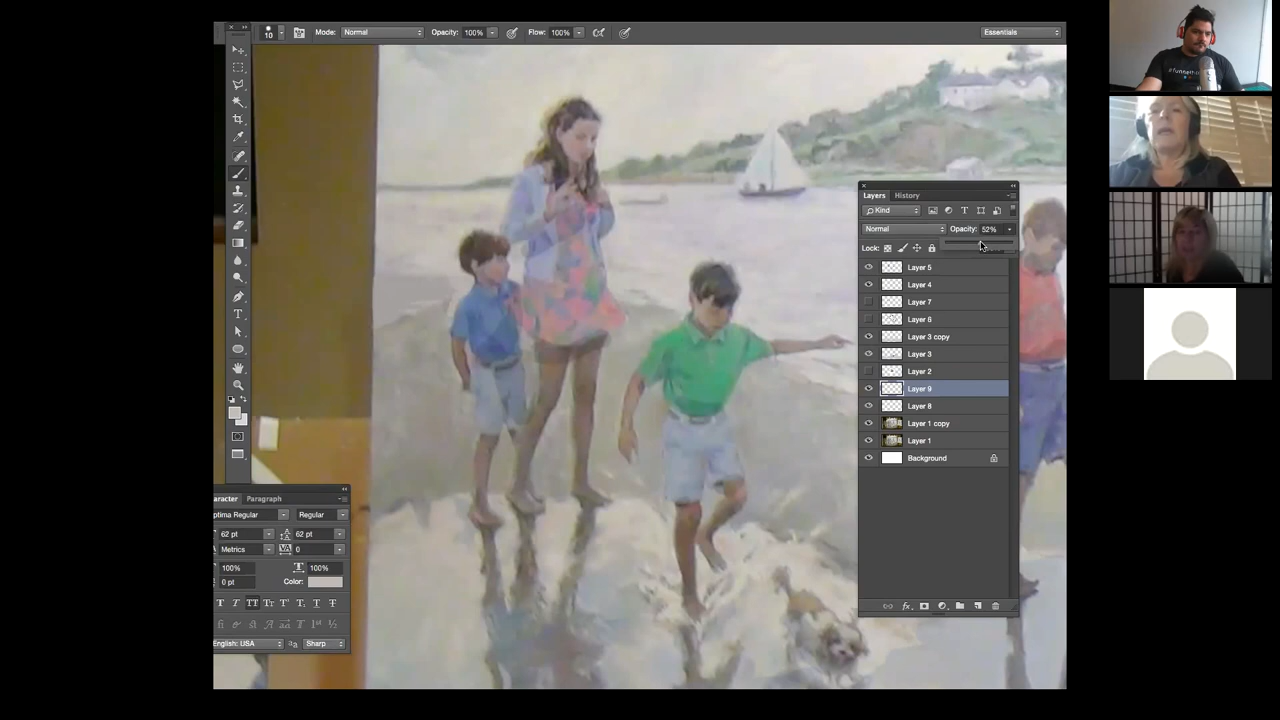 10 Mode: Normal Opacity: 100% Flow: 100% Essentials
Layers History
Kind
Normal Opacity: 52%
Lock:
Layer 5
Layer 4
Layer 7
Layer 6
Layer 3 copy
Layer 3
Layer 2
Layer 9
Layer 8
Layer 1 copy
Layer 1
Background
aracter Paragraph
ptima Regular Regular
62 pt 62 pt
Metrics 0
100% 100%
0 pt Color:
English: USA Sharp